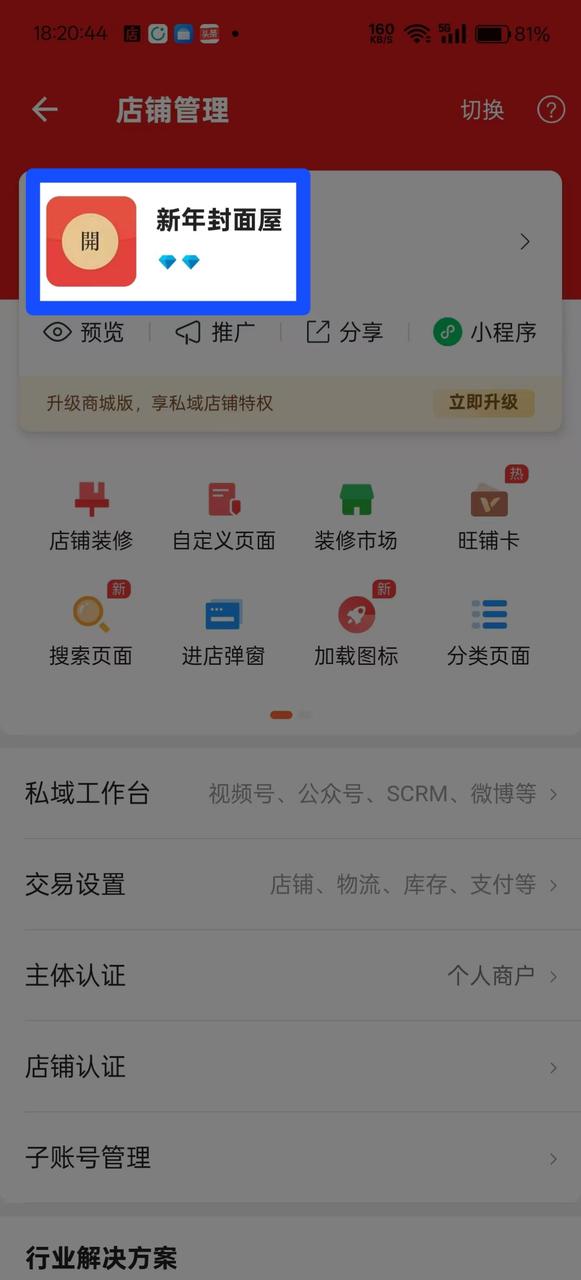 18:20:44 店 头条 160 KB/S 5G 81%
店铺管理 切换 ?
開 新年封面屋
预览 推广 分享 小程序
升级商城版，享私域店铺特权 立即升级
热
店铺装修 自定义页面 装修市场 旺铺卡
新 新
搜索页面 进店弹窗 加载图标 分类页面
私域工作台 视频号、公众号、SCRM、微博等
交易设置 店铺、物流、库存、支付等
主体认证 个人商户
店铺认证
子账号管理
行业解决方案